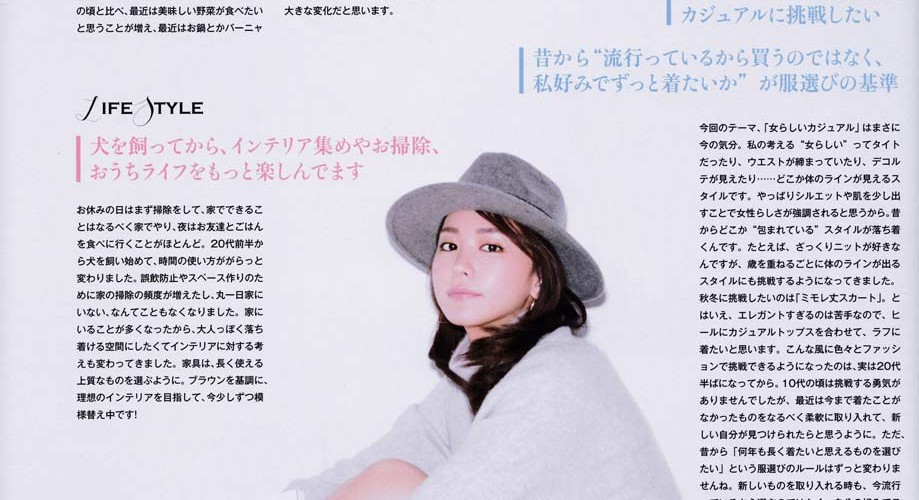 の頃と比べ、最近は美味しい野菜が食べたい
と思うことが増え、最近はお鍋とかバーニャ
大きな変化だと思います。
LIFE STYLE
犬を飼ってから、インテリア集めやお掃除、
おうちライフをもっと楽しんでます
お休みの日はまず掃除をして、家でできるこ
とはなるべく家でやり、夜はお友達とごはん
を食べに行くことがほとんど。20代前半か
ら犬を飼い始めて、時間の使い方ががらっと
変わりました。誤飲防止やスペース作りのた
めに家の掃除の頻度が増えたし、丸一日家に
いない、なんてこともなくなりました。家に
いることが多くなったから、大人っぽく落ち
着ける空間にしたくてインテリアに対する考
えも変わってきました。家具は、長く使える
上質なものを選ぶように。ブラウンを基調に、
理想のインテリアを目指して、今少しずつ模
様替え中です!
カジュアルに挑戦したい
昔から“流行っているから買うのではなく、
私好みでずっと着たいか”が服選びの基準
今回のテーマ、「女らしいカジュアル」はまさに
今の気分。私の考える“女らしい”ってタイト
だったり、ウエストが締まっていたり、デコル
テが見えたり……どこか体のラインが見えるス
タイルです。やっぱりシルエットや肌を少し出
すことで女性らしさが強調されると思うから。昔
からどこか“包まれている”スタイルが落ち着
くんです。たとえば、ざっくりニットが好きな
んですが、歳を重ねるごとに体のラインが出る
スタイルにも挑戦するようになってきました。
秋冬に挑戦したいのは「ミモレ丈スカート」。と
はいえ、エレガントすぎるのは苦手なので、ヒ
ールにカジュアルトップスを合わせて、ラフに
着たいと思います。こんな風に色々とファッシ
ョンで挑戦できるようになったのは、実は20代
半ばになってから。10代の頃は挑戦する勇気が
ありませんでしたが、最近は今まで着たことが
なかったものをなるべく柔軟に取り入れて、新
しい自分が見つけられたらと思うように。ただ、
昔から「何年も長く着たいと思えるものを選び
たい」という服選びのルールはずっと変わりま
せんね。新しいものを取り入れる時も、今流行